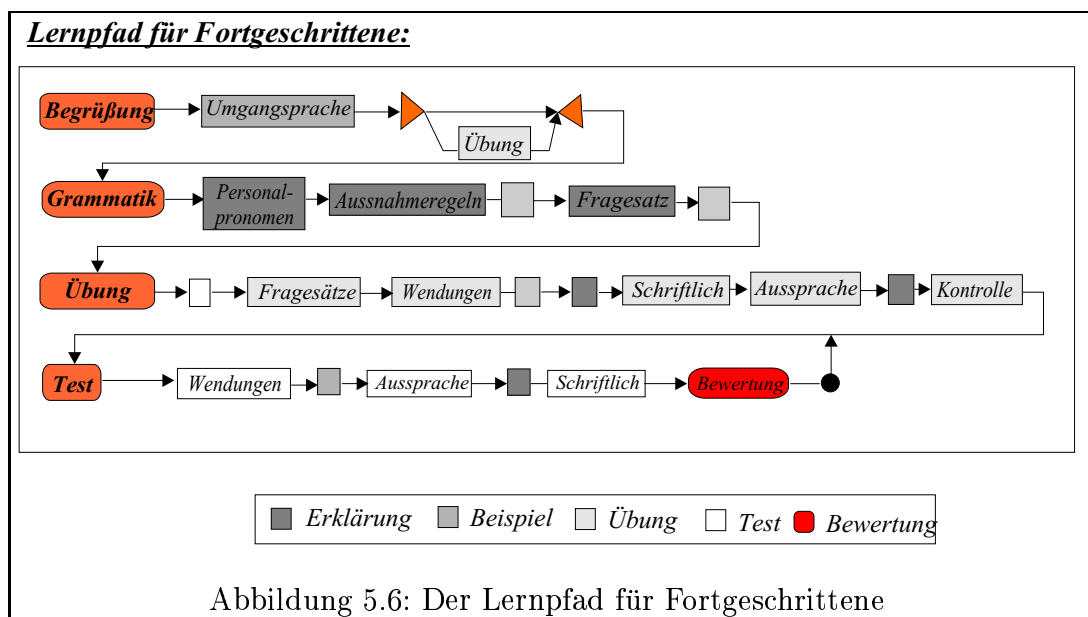 Lernpfad für Fortgeschrittene:
Begrüßung Umgangsprache
Übung
Grammatik Personal-
pronomen Aussnahmeregeln Fragesatz
Übung Fragesätze Wendungen Schriftlich Aussprache Kontrolle
Test Wendungen Aussprache Schriftlich Bewertung
Erklärung Beispiel Übung Test Bewertung
Abbildung 5.6: Der Lernpfad für Fortgeschrittene